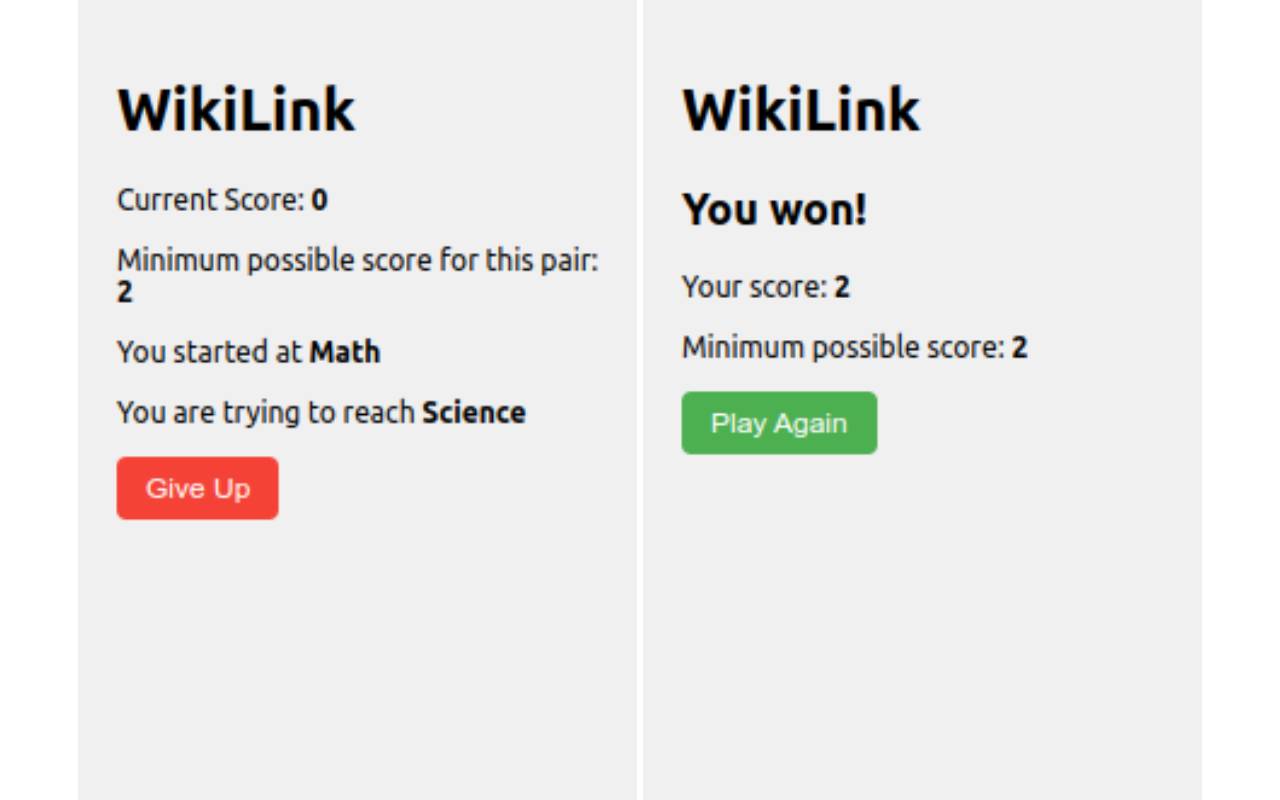 WikiLink
Current Score: 0
Minimum possible score for this pair:
2
You started at Math
You are trying to reach Science
Give Up
WikiLink
You won!
Your score: 2
Minimum possible score: 2
Play Again